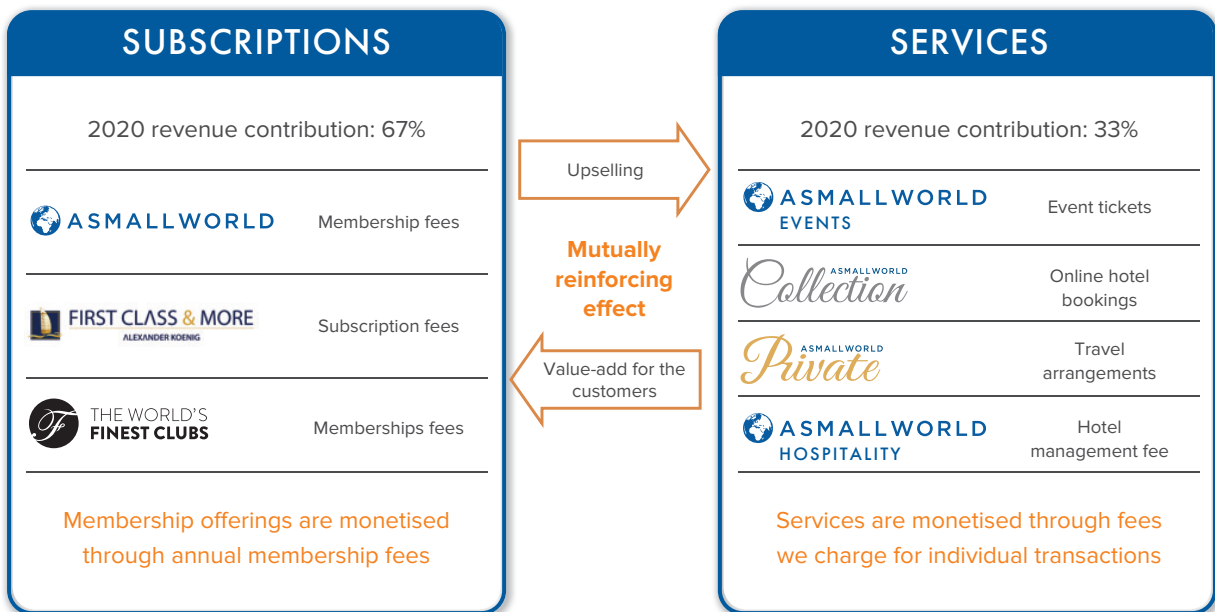 SUBSCRIPTIONS
2020 revenue contribution: 67%
ASMALLWORLD
Membership fees
FIRST CLASS & MORE
ALEXANDER KOENIG
Subscription fees
F
THE WORLD'S
FINEST CLUBS
Memberships fees
Membership offerings are monetised
through annual membership fees
Upselling
Mutually
reinforcing
effect
Value-add for the
customers
SERVICES
2020 revenue contribution: 33%
ASMALLWORLD
EVENTS
Event tickets
ASMALLWORLD
Collection
Online hotel
bookings
ASMALLWORLD
Private
Travel
arrangements
ASMALLWORLD
HOSPITALITY
Hotel
management fee
Services are monetised through fees
we charge for individual transactions